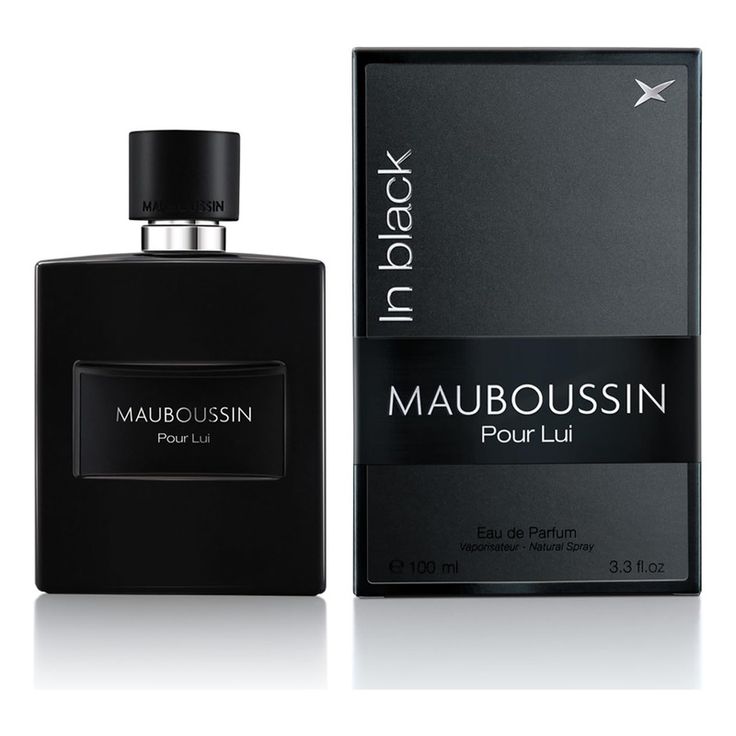 MAUBOUSSIN
MAUBOUSSIN
Pour Lui
In black
MAUBOUSSIN
Pour Lui
Eau de Parfum
Vaporisateur - Natural Spray
℮ 100 ml 3.3 fl.oz